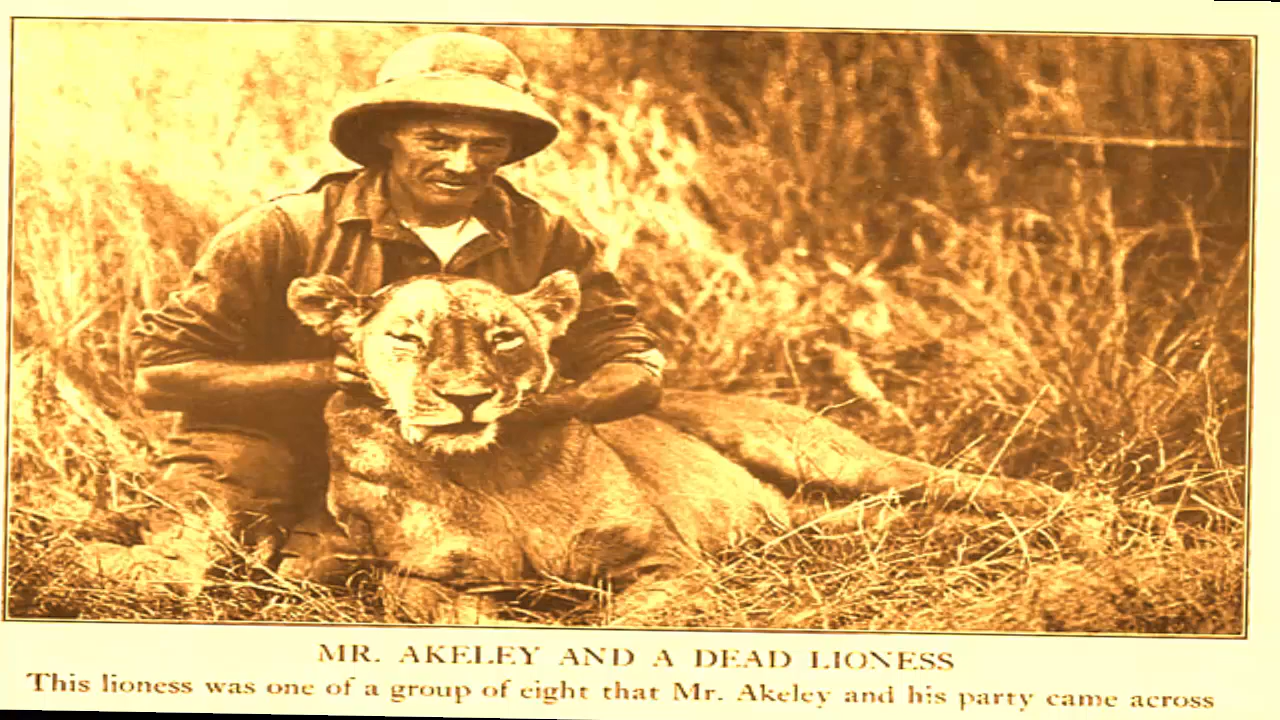 MR. AKELEY AND A DEAD LIONESS
This lioness was one of a group of eight that Mr. Akeley and his party came across